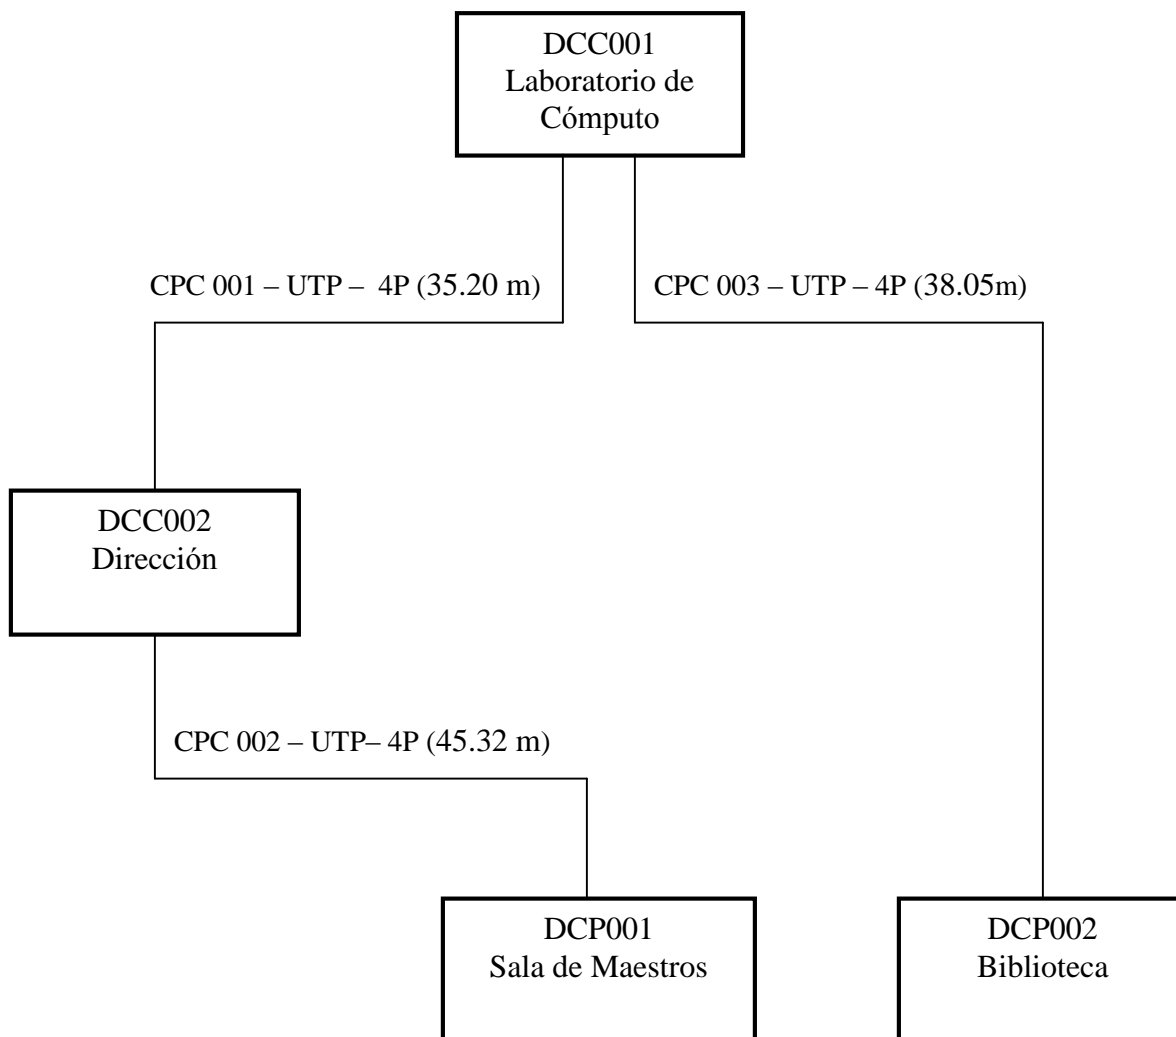 DCC001
Laboratorio de
Cómputo
CPC 001 – UTP – 4P (35.20 m)
CPC 003 – UTP – 4P (38.05m)
DCC002
Dirección
CPC 002 – UTP– 4P (45.32 m)
DCP001
Sala de Maestros
DCP002
Biblioteca